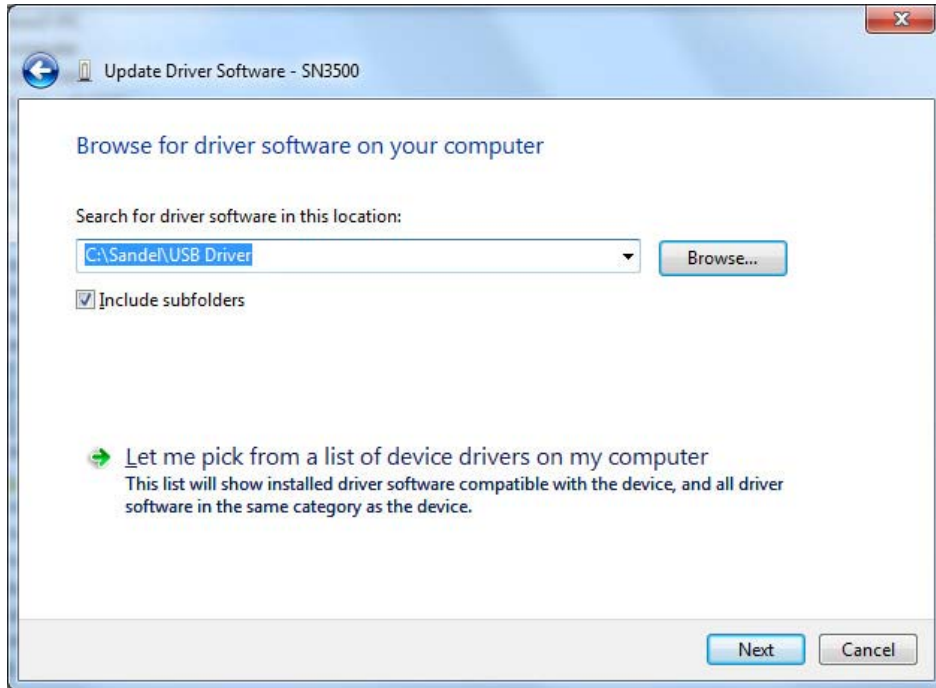 Update Driver Software - SN3500
Browse for driver software on your computer
Search for driver software in this location:
C:\Sandel\USB Driver
Browse...
Include subfolders
Let me pick from a list of device drivers on my computer
This list will show installed driver software compatible with the device, and all driver
software in the same category as the device.
Next
Cancel